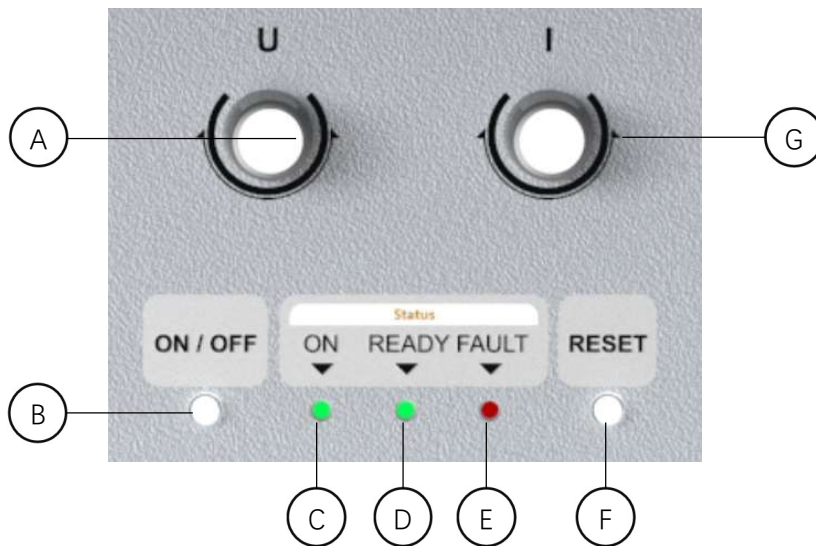 U I
A G
Status
ON / OFF ON READY FAULT RESET
B
C D E F